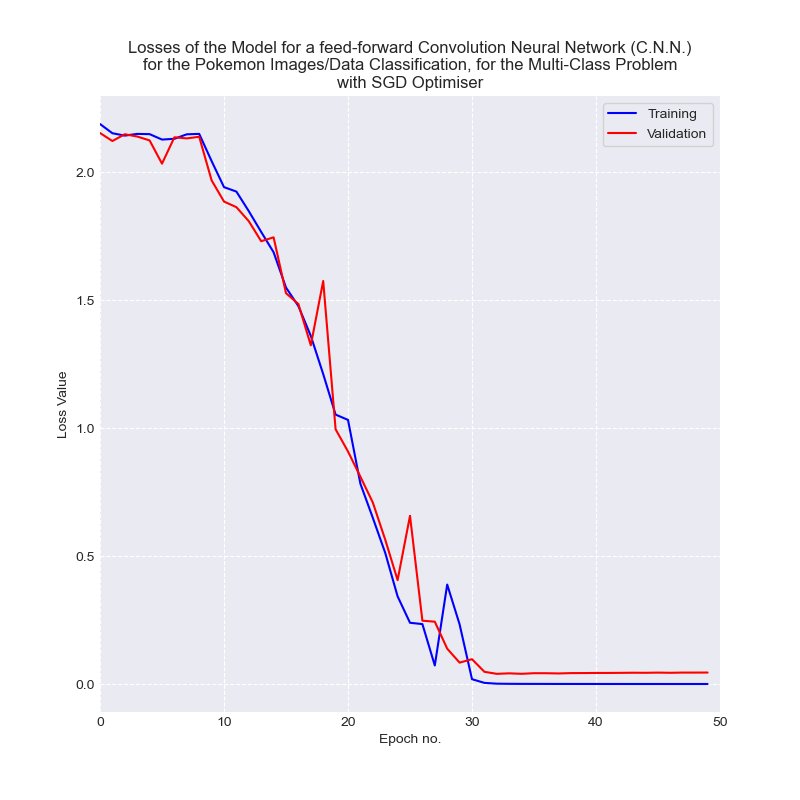 Losses of the Model for a feed-forward Convolution Neural Network (C.N.N.)
for the Pokemon Images/Data Classification, for the Multi-Class Problem
with SGD Optimiser
Training
Validation
Loss Value
2.0
1.5
1.0
0.5
0.0
0 10 20 30 40 50
Epoch no.